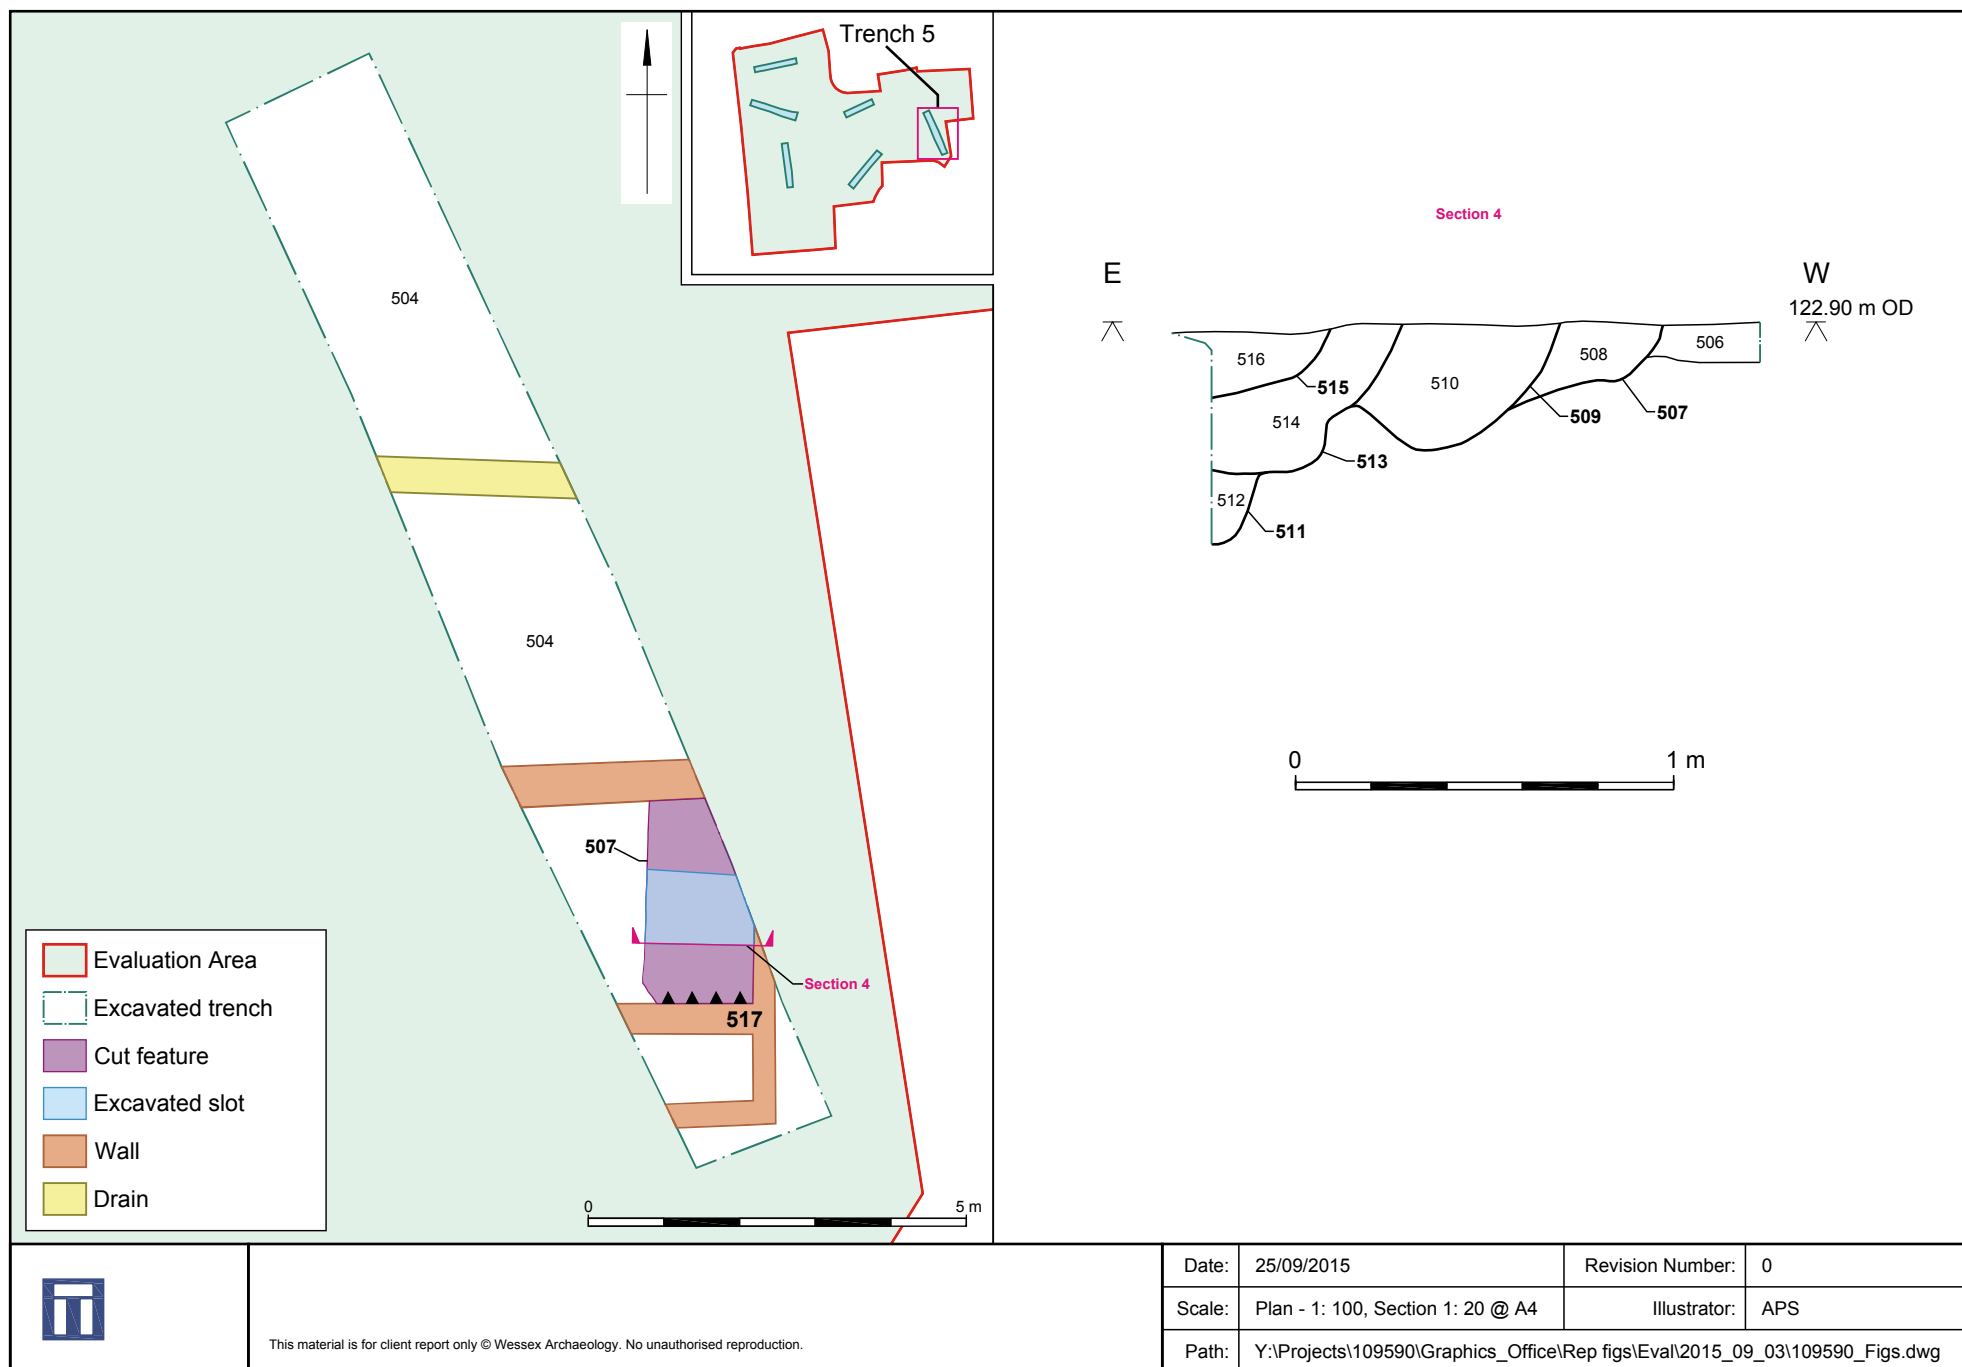 Trench 5
504
504
507
Section 4
517
Evaluation Area
Excavated trench
Cut feature
Excavated slot
Wall
Drain
0 5 m
Section 4
E W
122.90 m OD
516
515
514
513
512
511
510
509
508
507
506
0 1 m
This material is for client report only © Wessex Archaeology. No unauthorised reproduction.
Date: 25/09/2015 Revision Number: 0
Scale: Plan - 1: 100, Section 1: 20 @ A4 Illustrator: APS
Path: Y:\Projects\109590\Graphics_Office\Rep figs\Eval\2015_09_03\109590_Figs.dwg